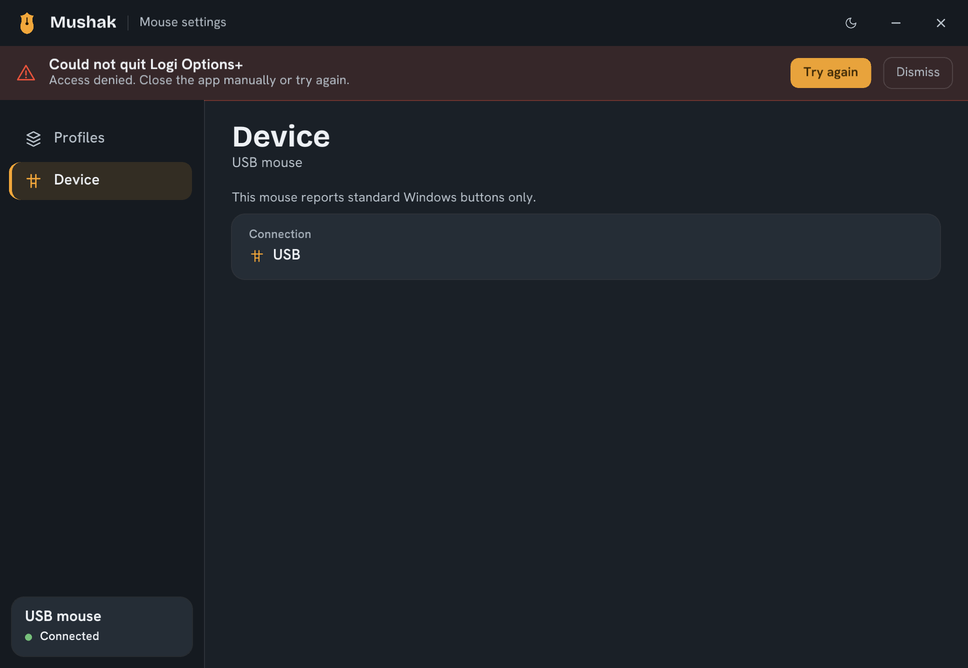 Mushak
Mouse settings
Could not quit Logi Options+
Access denied. Close the app manually or try again.
Try again
Dismiss
Profiles
Device
Device
USB mouse
This mouse reports standard Windows buttons only.
Connection
USB
USB mouse
Connected